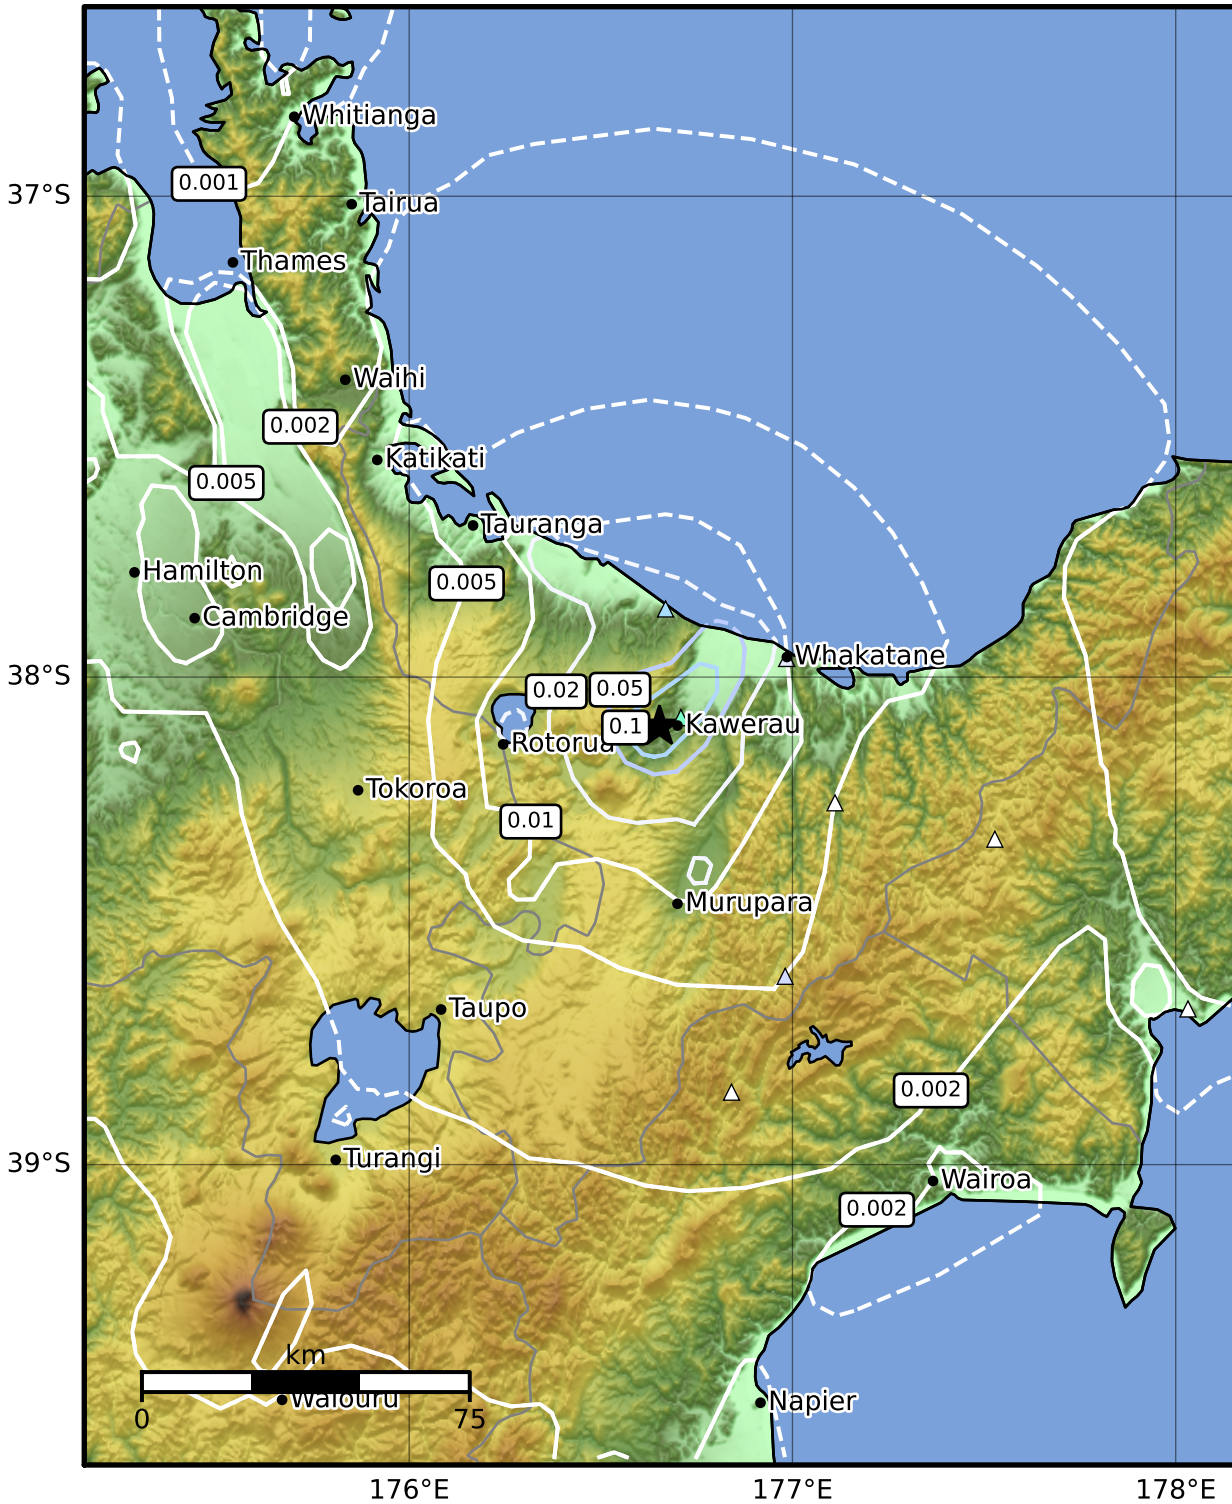 Whitianga
0.001
37°S
Tairua
Thames
Waihi
0.002
Katikati
0.005
Tauranga
Hamilton
0.005
Cambridge
Whakatane
38°S
0.02
0.05
0.1
Kawerau
Rotorua
Tokoroa
0.01
Murupara
Taupo
0.002
39°S
Turangi
Wairoa
0.002
km
Waiouru
Napier
0
75
176°E
177°E
178°E